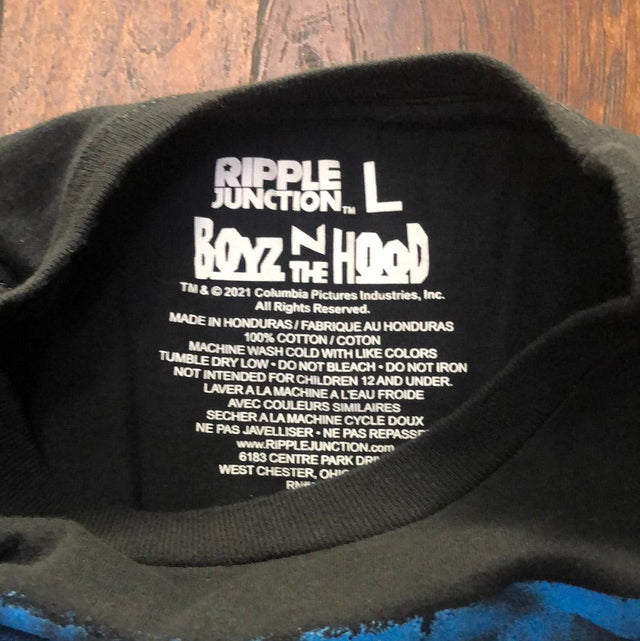 RIPPLE
JUNCTION™ L
BOYZ N
THE HOOD
TM & © 2021 Columbia Pictures Industries, Inc.
All Rights Reserved.
MADE IN HONDURAS / FABRIQUE AU HONDURAS
100% COTTON / COTON
MACHINE WASH COLD WITH LIKE COLORS
TUMBLE DRY LOW • DO NOT BLEACH • DO NOT IRON
NOT INTENDED FOR CHILDREN 12 AND UNDER.
LAVER A LA MACHINE A L'EAU FROIDE
AVEC COULEURS SIMILAIRES
SECHER A LA MACHINE CYCLE DOUX
NE PAS JAVELLISER • NE PAS
www.RIPPLEJUNCTION.com
6183 CENTRE PARK
WEST CHESTER,